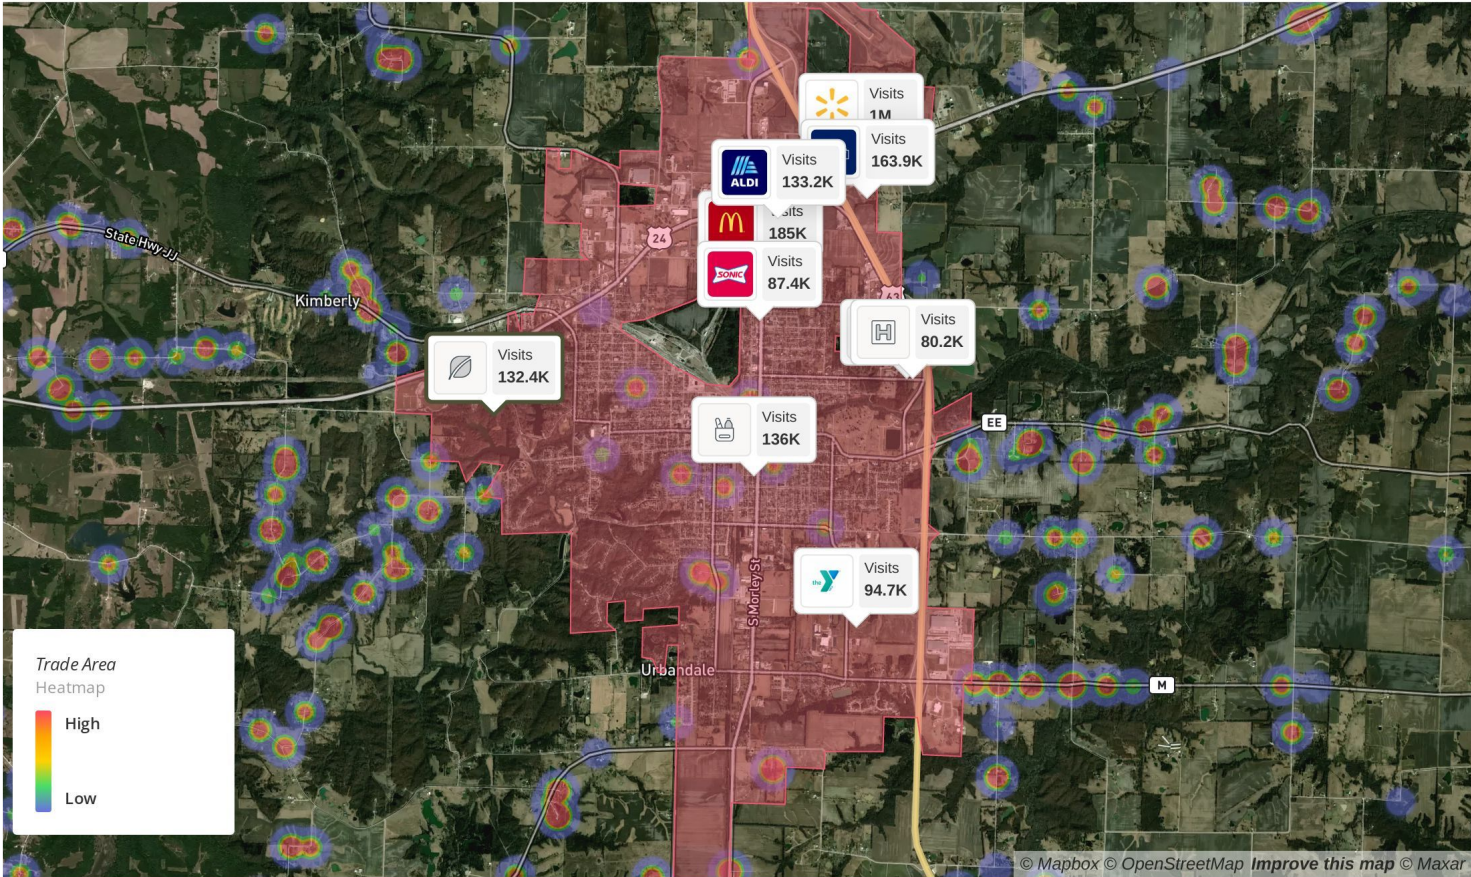 Visits
1M
Visits
163.9K
ALDI
Visits
133.2K
185K
SONIC
Visits
87.4K
24
63
State Hwy JJ
Kimberly
Visits
132.4K
H
Visits
80.2K
Visits
136K
EE
the Y
Visits
94.7K
S Morley St
Urbandale
M
Trade Area
Heatmap
High
Low
© Mapbox © OpenStreetMap Improve this map © Maxar